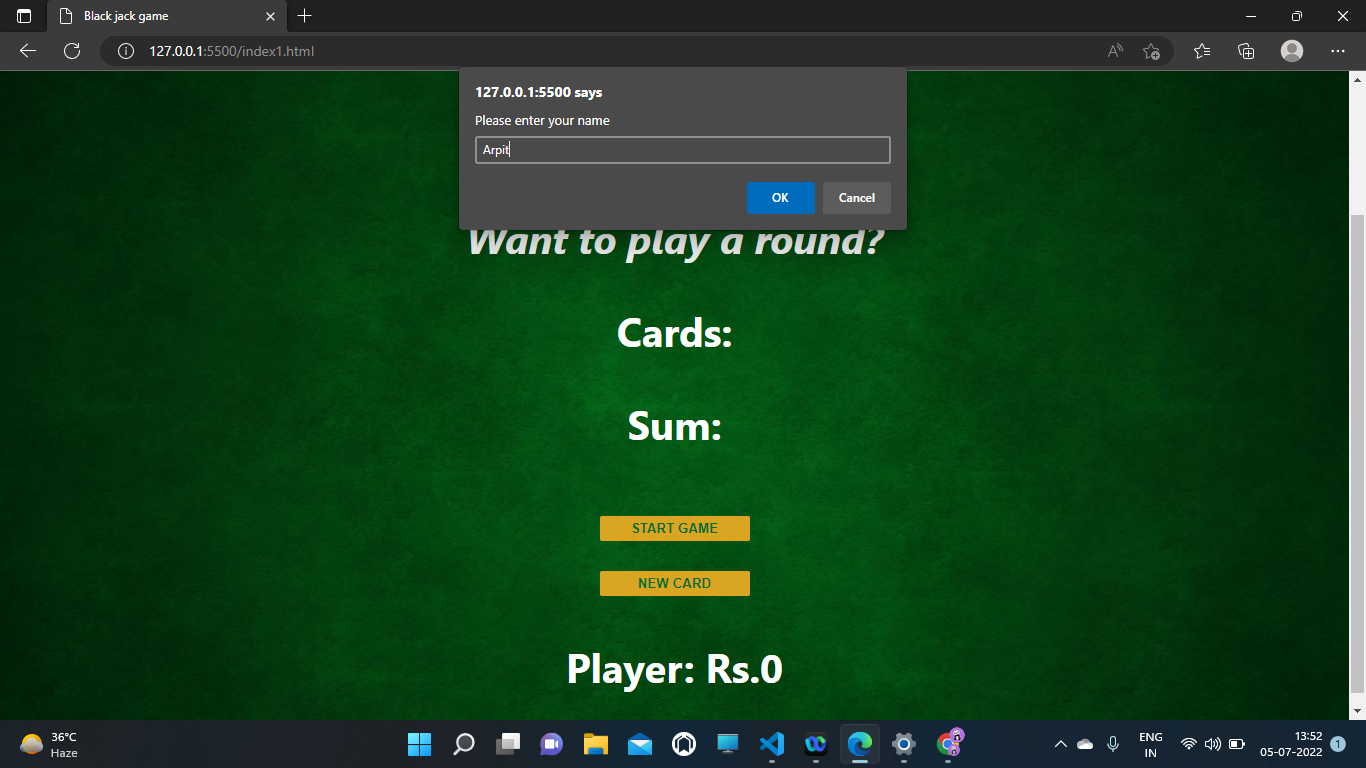 Black jack game
127.0.0.1:5500/index1.html
127.0.0.1:5500 says
Please enter your name
Arpit
OK
Cancel
Want to play a round?
Cards:
Sum:
START GAME
NEW CARD
Player: Rs.0
36°C
Haze
ENG
IN
13:52
05-07-2022
1